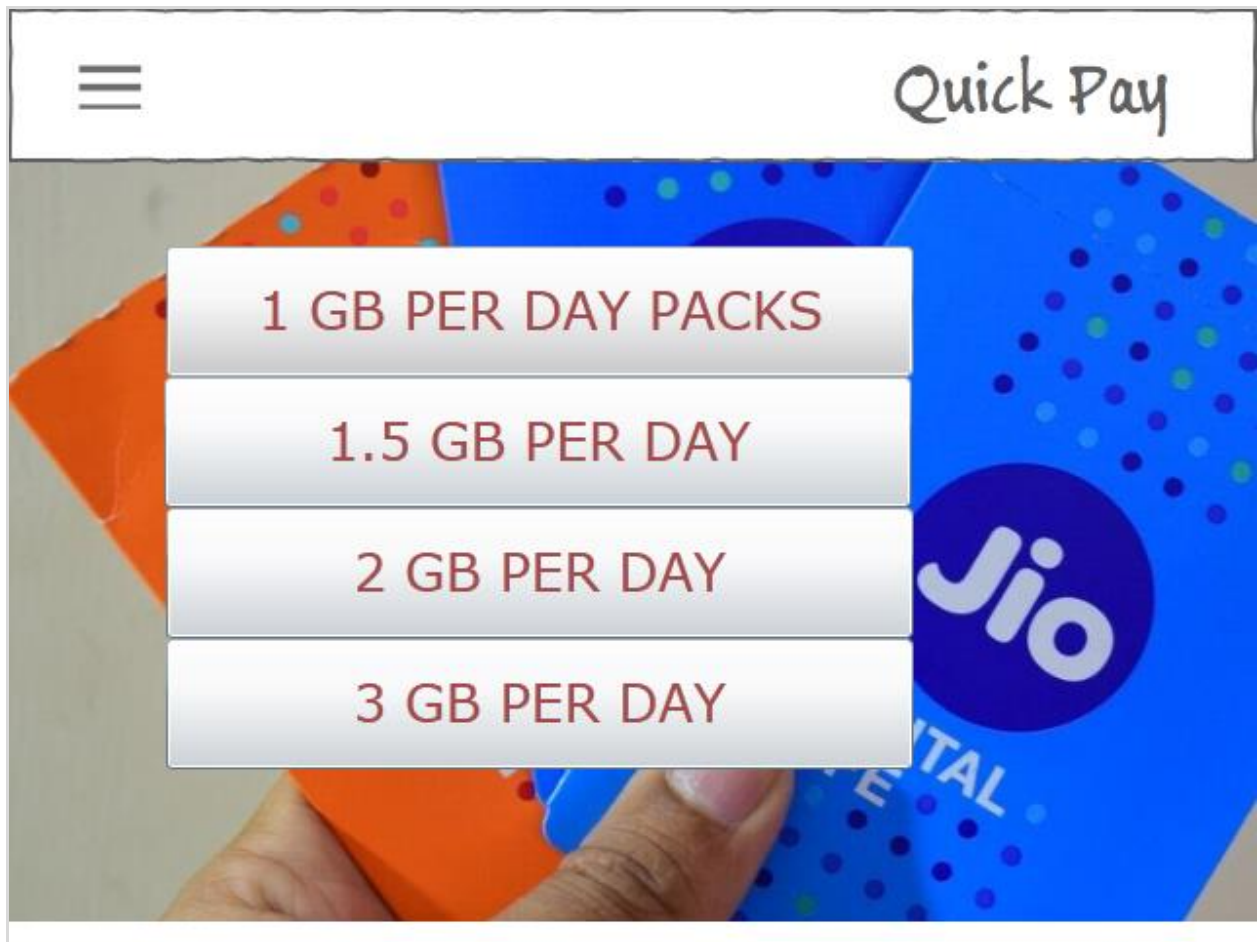 Quick Pay
1 GB PER DAY PACKS
1.5 GB PER DAY
2 GB PER DAY
3 GB PER DAY
Jio